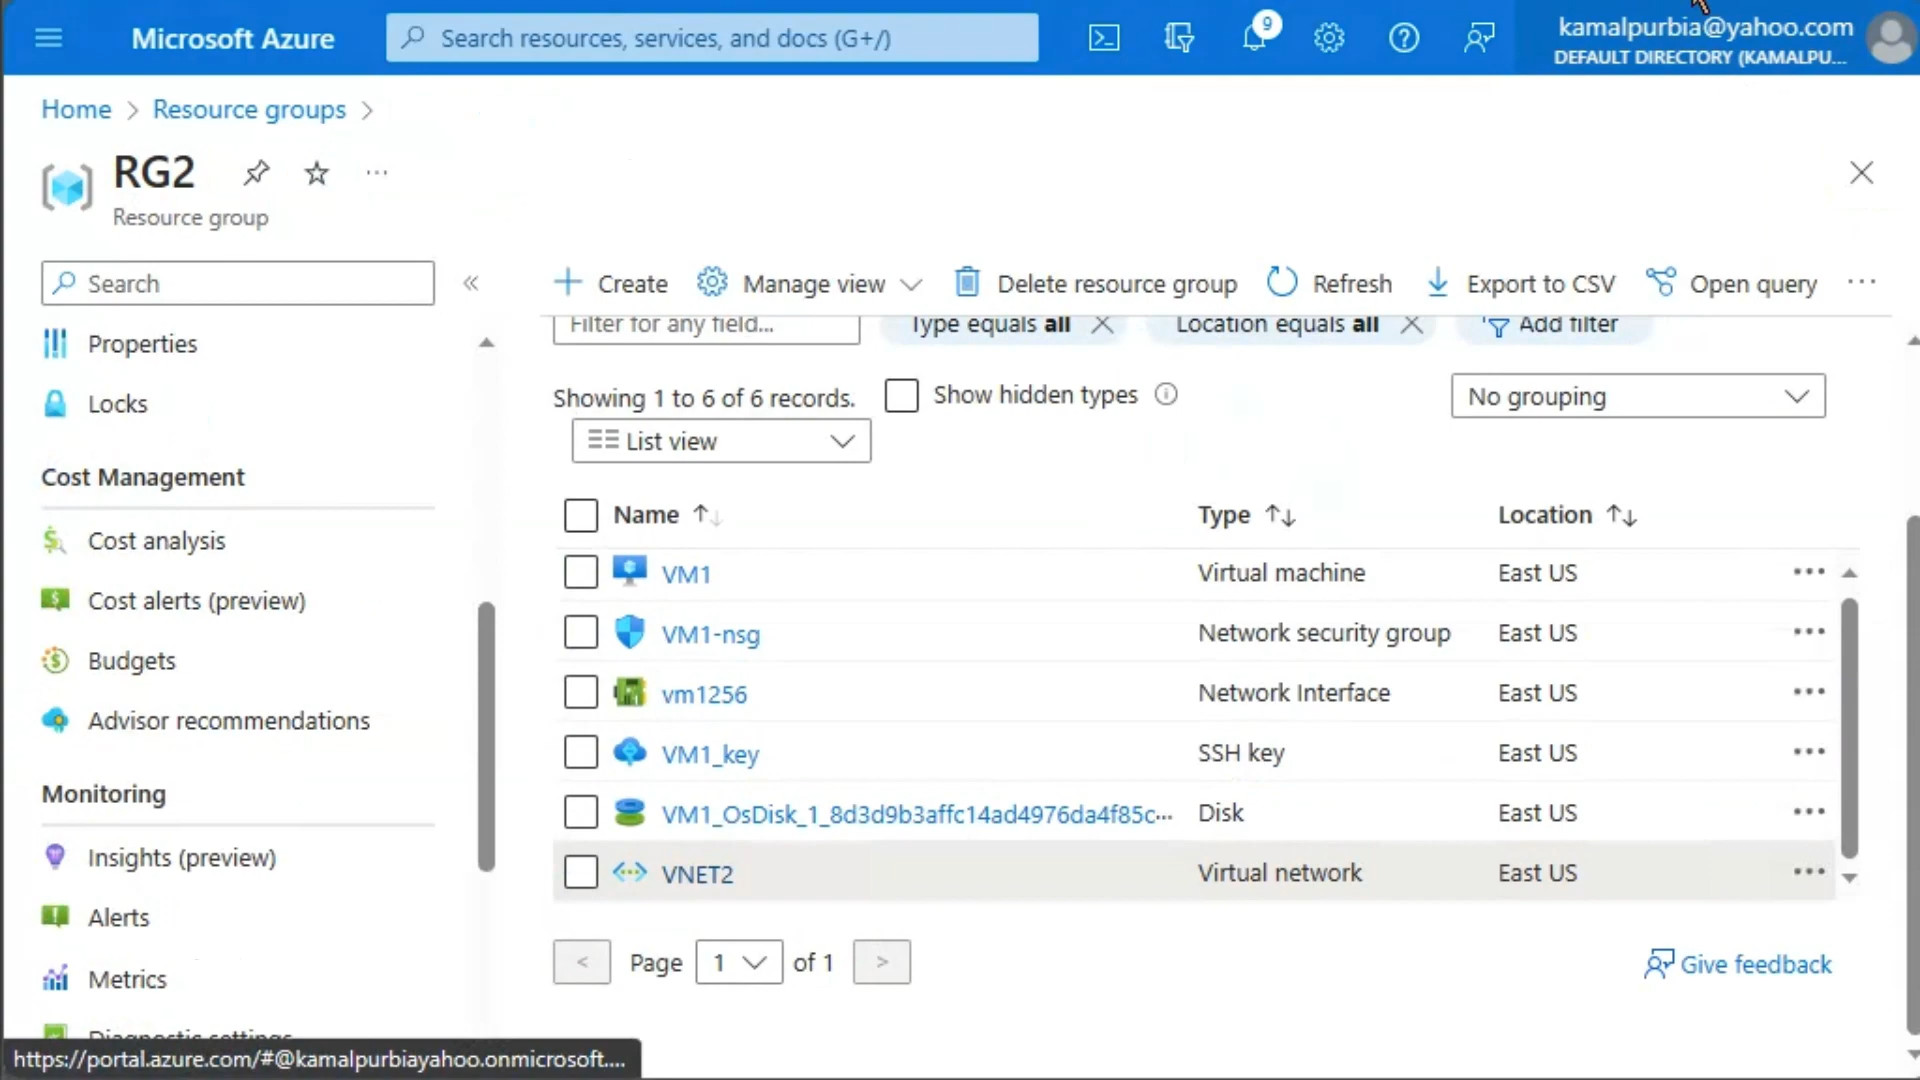 Microsoft Azure
Search resources, services, and docs (G+/)
9
kamalpurbia@yahoo.com
DEFAULT DIRECTORY (KAMALPU...
Home > Resource groups >
RG2
Resource group
Search
Create
Manage view
Delete resource group
Refresh
Export to CSV
Open query
Properties
Locks
Cost Management
Cost analysis
Cost alerts (preview)
Budgets
Advisor recommendations
Monitoring
Insights (preview)
Alerts
Metrics
Diagnostic settings
Filter for any field...
Type equals all
Location equals all
Add filter
Showing 1 to 6 of 6 records.
Show hidden types
No grouping
List view
Name Type Location
VM1 Virtual machine East US
VM1-nsg Network security group East US
vm1256 Network Interface East US
VM1_key SSH key East US
VM1_OsDisk_1_8d3d9b3affc14ad4976da4f85c... Disk East US
VNET2 Virtual network East US
< Page 1 of 1 >
Give feedback
https://portal.azure.com/#@kamalpurbiayahoo.onmicrosoft....